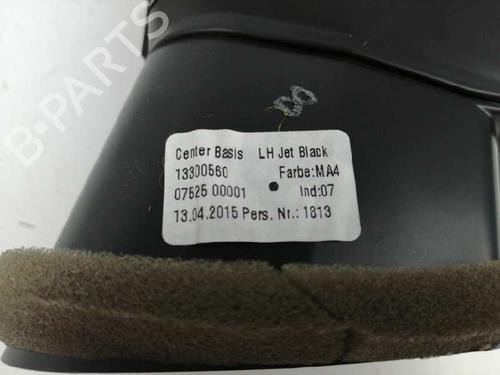 B-PARTS
80
Center Basis LH Jet Black
13300560 Farbe:MA4
07525 00001 Ind:07
13.04.2015 Pers. Nr.: 1813